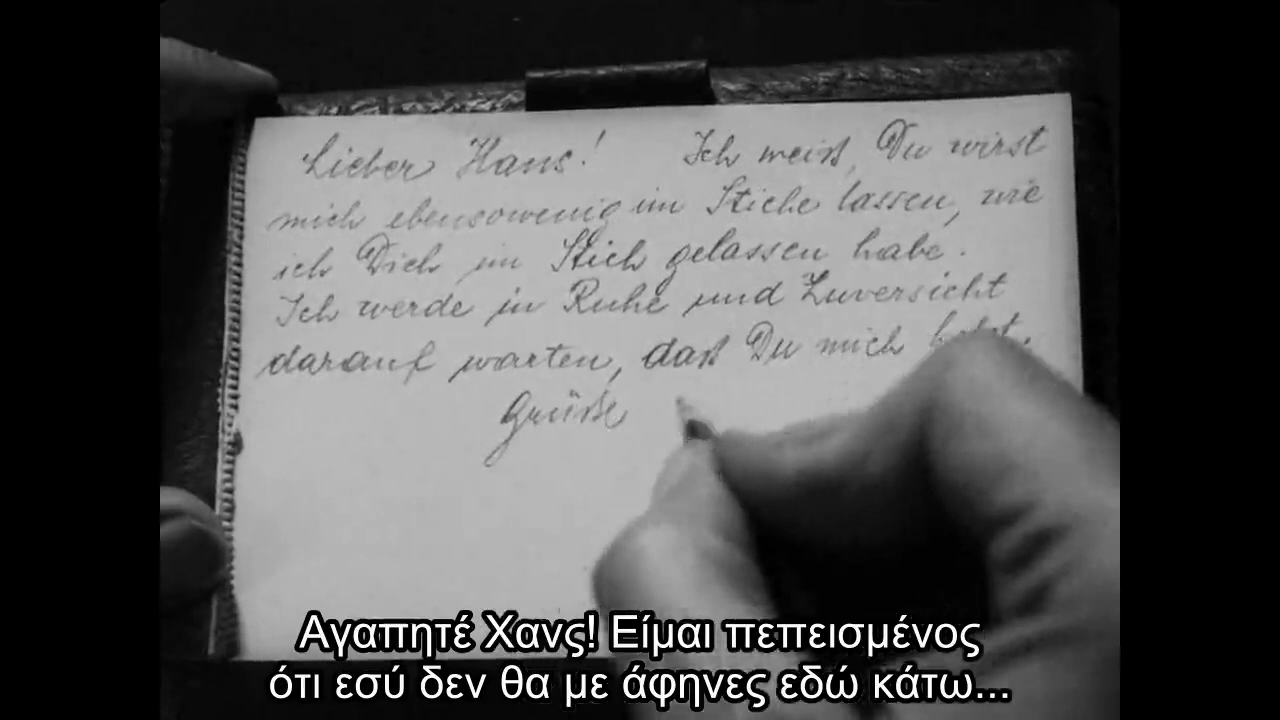 Lieber Hans! Ich weiss, Du wirst
mich ebensowenig im Stiche lassen, wie
ich Dich im Stich gelassen habe.
Ich werde in Ruhe und Zuversicht
darauf warten, dass Du mich
Grüsse
Αγαπητέ Χανς! Είμαι πεπεισμένος
ότι εσύ δεν θα με άφηνες εδώ κάτω...